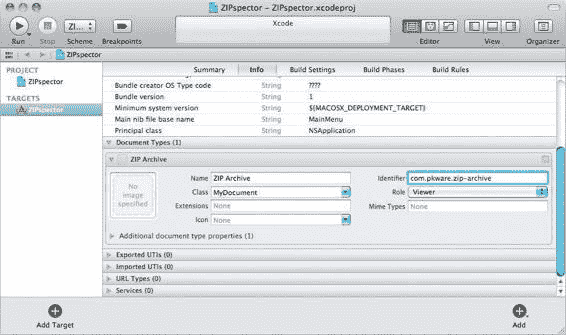 ZIPspector – ZIPspector.xcodeproj
Xcode
Run Stop Scheme Breakpoints Editor View Organizer
ZI...
ZIPspector
PROJECT
ZIPspector
TARGETS
ZIPspector
Summary Info Build Settings Build Phases Build Rules
Bundle creator OS Type code String ????
Bundle version String 1
Minimum system version String ${MACOSX_DEPLOYMENT_TARGET}
Main nib file base name String MainMenu
Principal class String NSApplication
Document Types (1)
ZIP Archive
No image specified
Name ZIP Archive Identifier com.pkware.zip-archive
Class MyDocument Role Viewer
Extensions None Mime Types None
Icon None
Additional document type properties (1)
Exported UTIs (0)
Imported UTIs (0)
URL Types (0)
Services (0)
Add Target Add